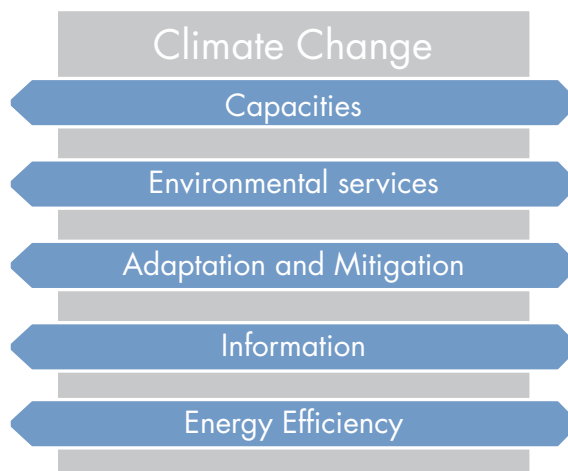 Climate Change
Capacities
Environmental services
Adaptation and Mitigation
Information
Energy Efficiency